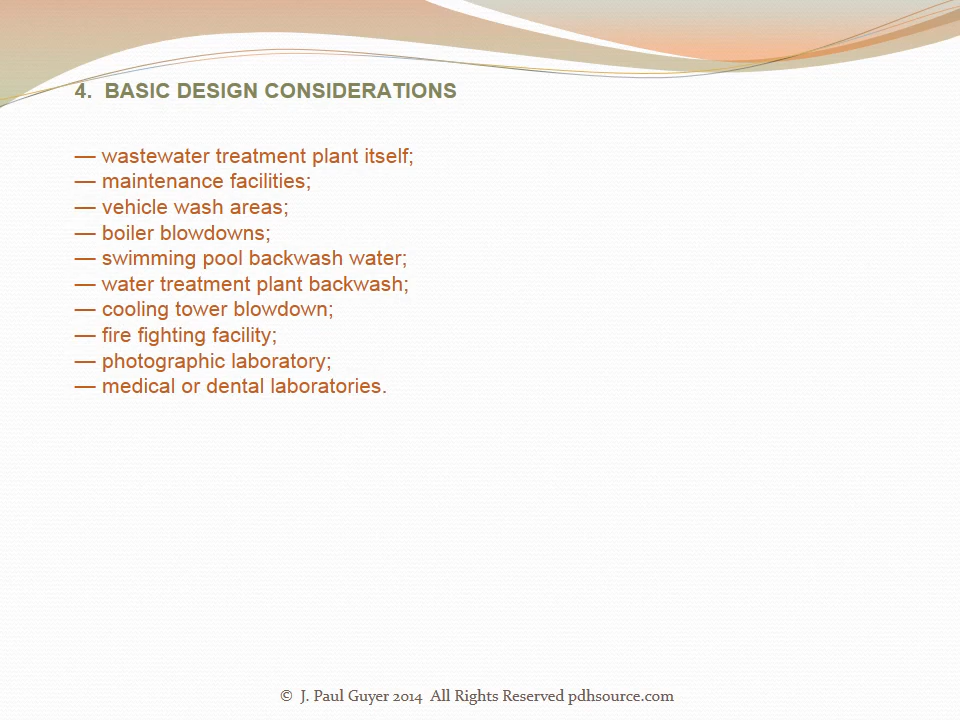 4. BASIC DESIGN CONSIDERATIONS
— wastewater treatment plant itself;
— maintenance facilities;
— vehicle wash areas;
— boiler blowdowns;
— swimming pool backwash water;
— water treatment plant backwash;
— cooling tower blowdown;
— fire fighting facility;
— photographic laboratory;
— medical or dental laboratories.
© J. Paul Guyer 2014 All Rights Reserved pdhsource.com